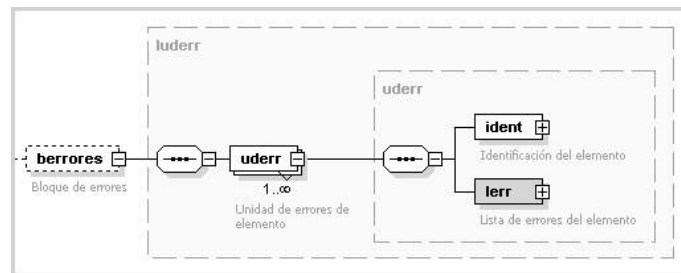 luderr
uderr
berrores
Bloque de errores
uderr
1..∞
Unidad de errores de
elemento
ident
Identificación del elemento
lerr
Lista de errores del elemento